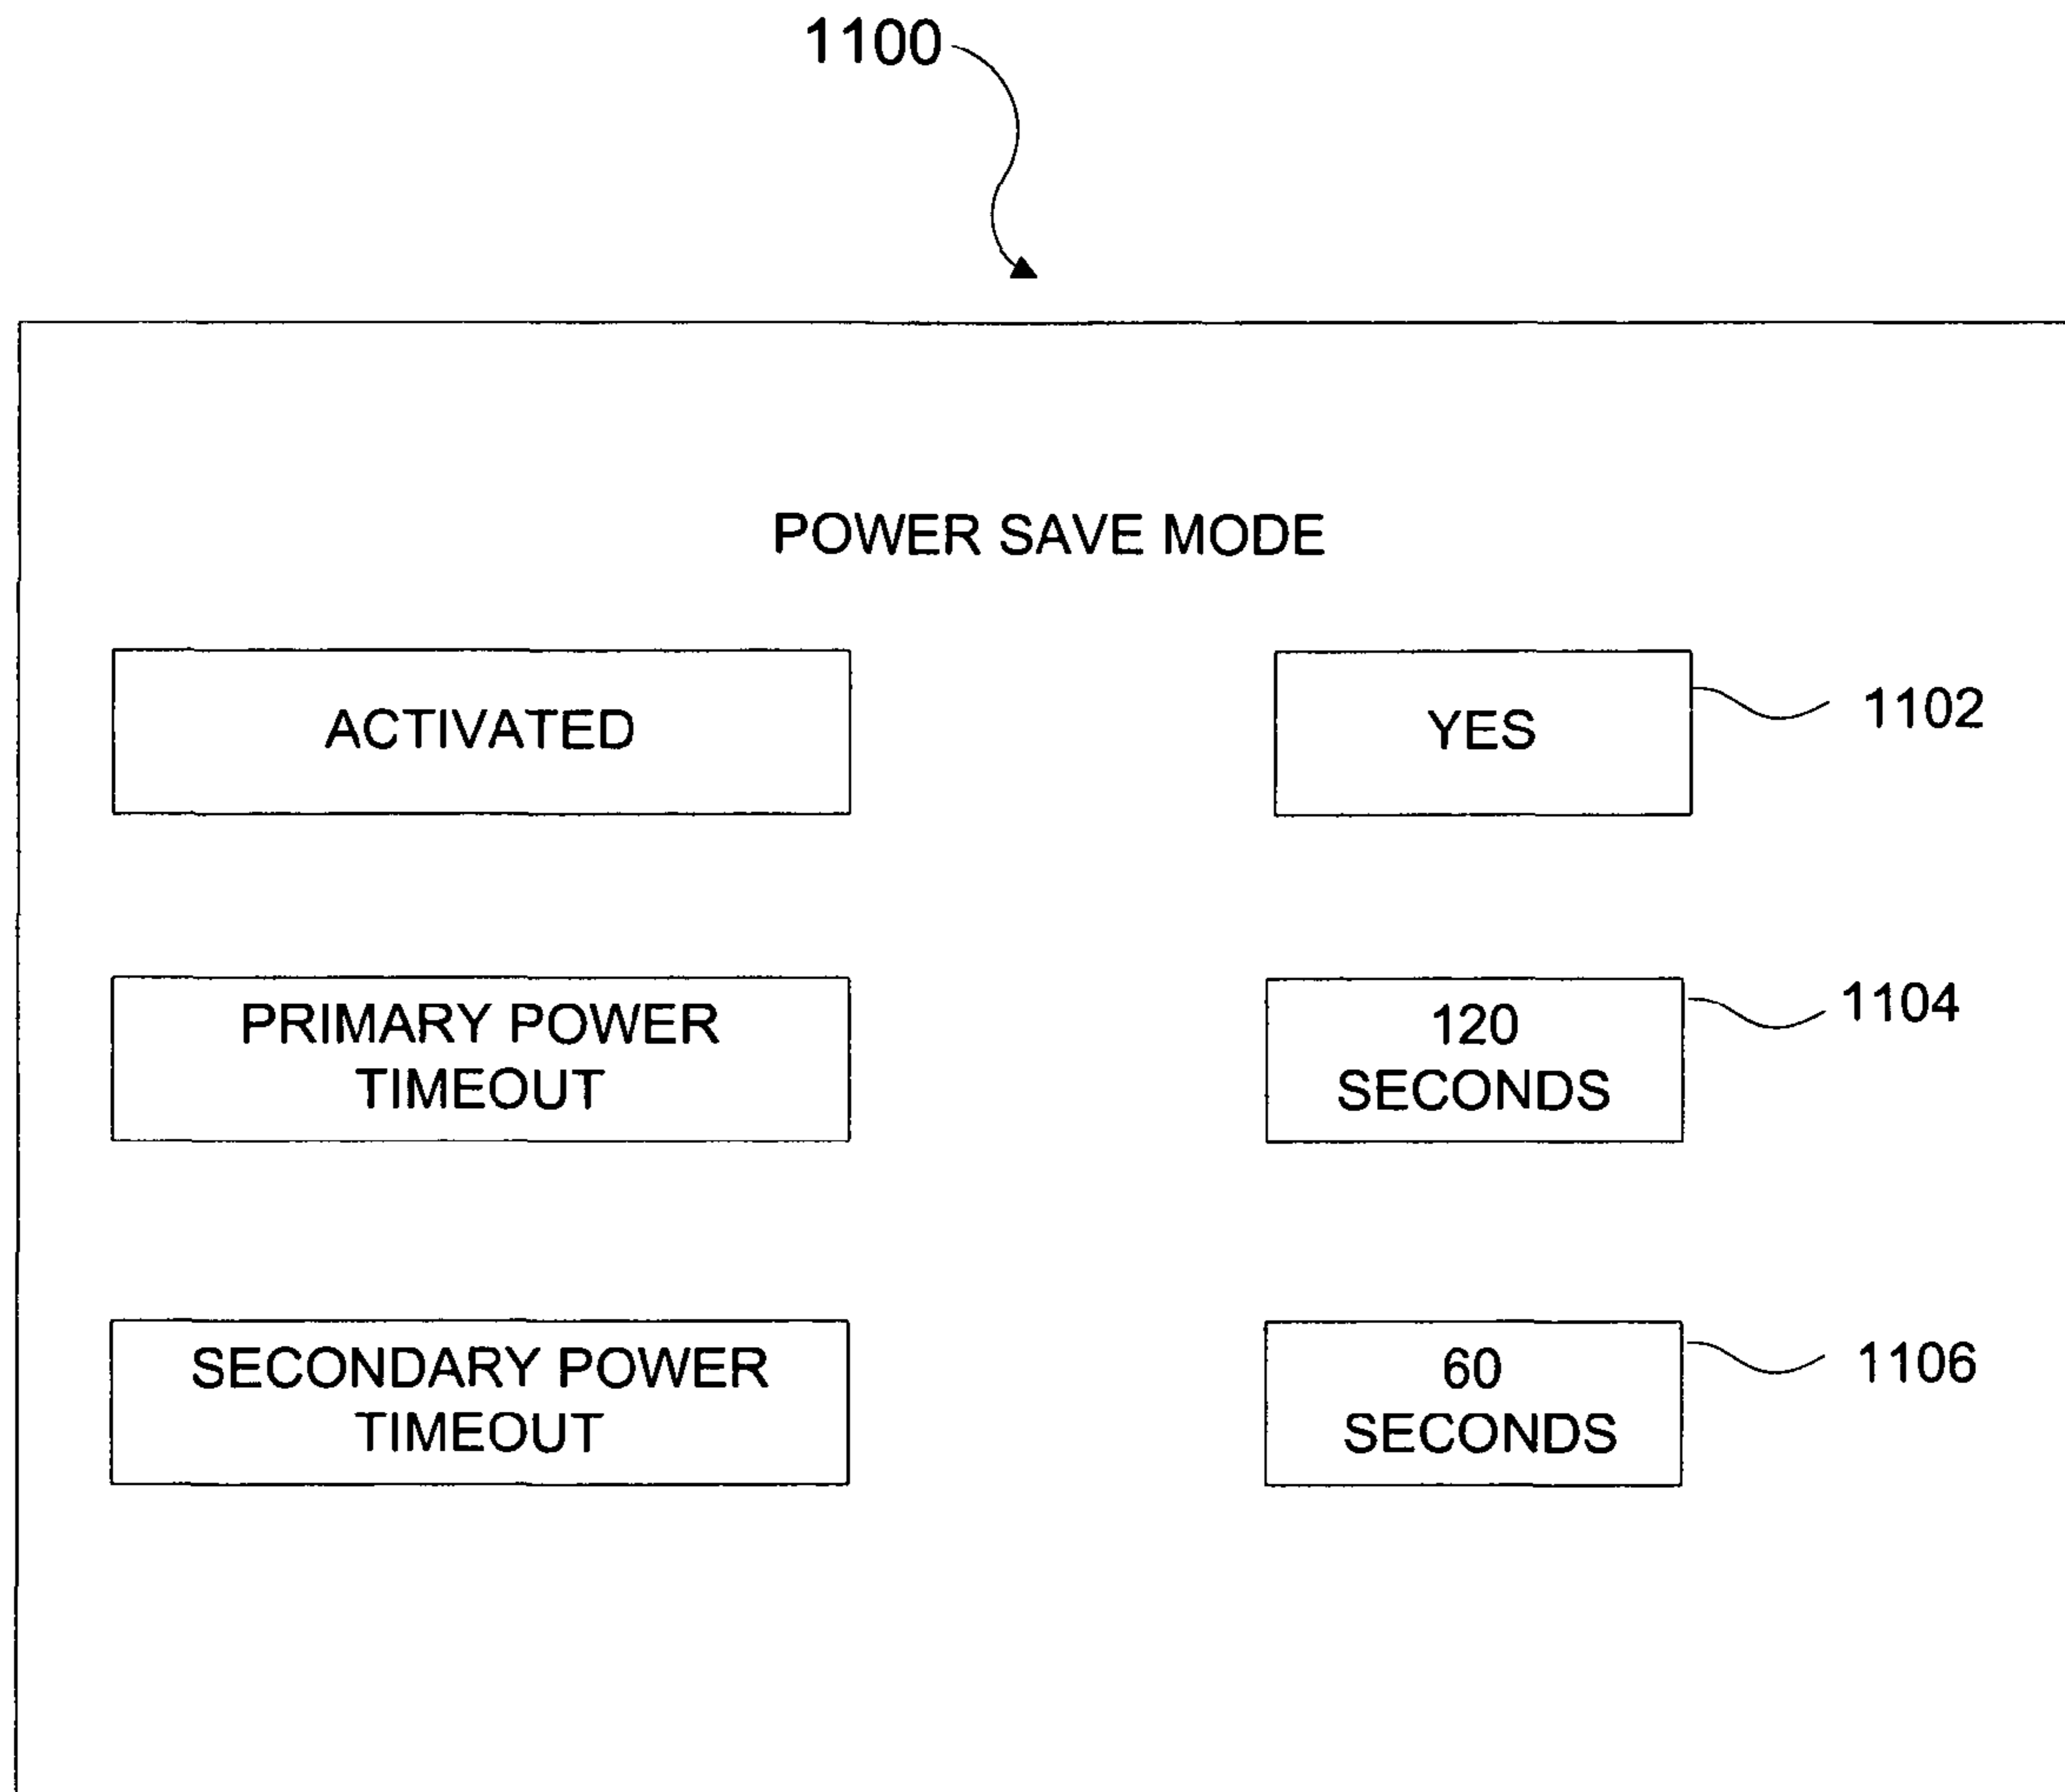 1100
POWER SAVE MODE
ACTIVATED
YES
1102
PRIMARY POWER
TIMEOUT
120
SECONDS
1104
SECONDARY POWER
TIMEOUT
60
SECONDS
1106